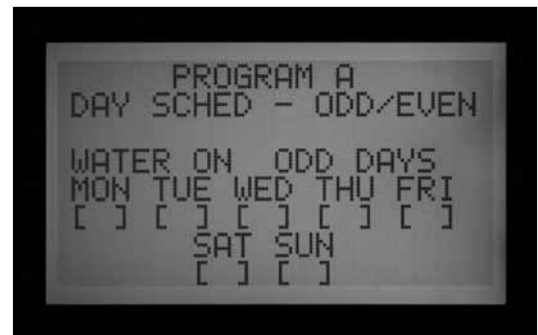 PROGRAM A
DAY SCHED - ODD/EVEN
WATER ON ODD DAYS
MON TUE WED THU FRI
[ ] [ ] [ ] [ ] [ ]
SAT SUN
[ ] [ ]